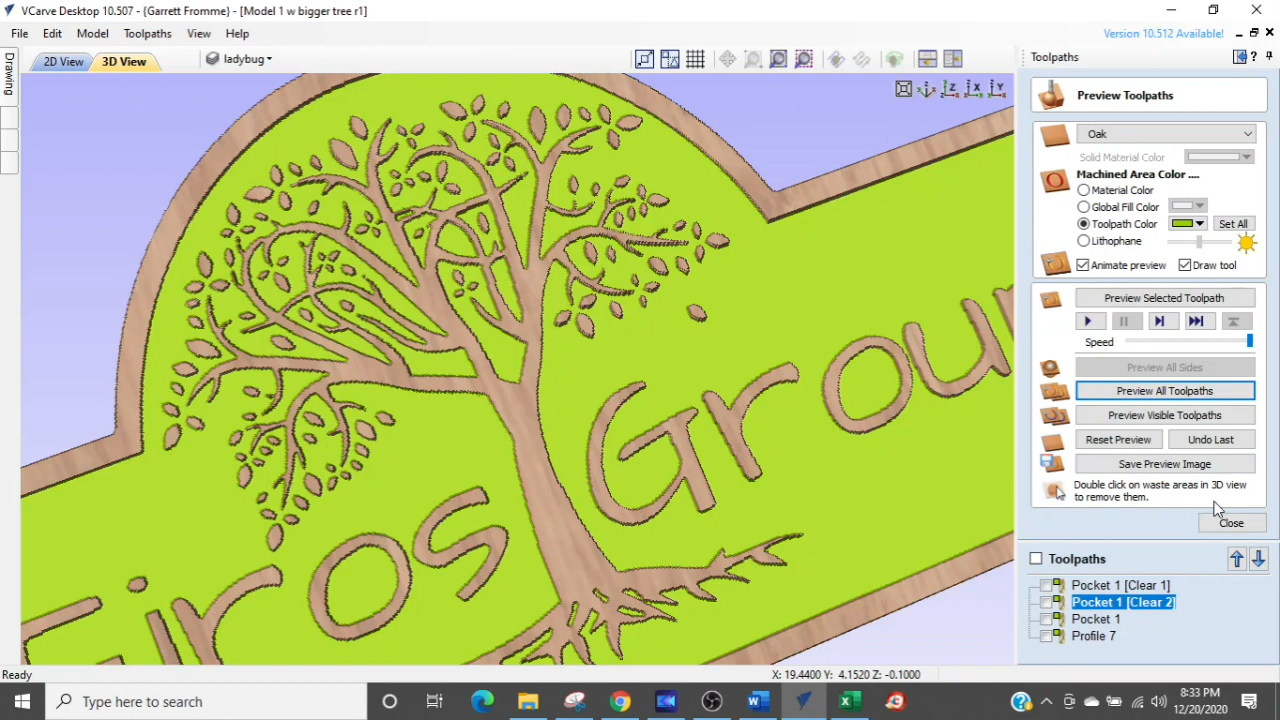 VCarve Desktop 10.507 - {Garrett Fromme} - [Model 1 w bigger tree r1]
File Edit Model Toolpaths View Help
Version 10.512 Available!
Drawing
2D View 3D View ladybug
Toolpaths
Z X Y
Preview Toolpaths
Oak
Solid Material Color
Machined Area Color ....
Material Color
Global Fill Color
Toolpath Color Set All
Lithophane
Animate preview Draw tool
Preview Selected Toolpath
Speed
Preview All Sides
Preview All Toolpaths
Preview Visible Toolpaths
Reset Preview Undo Last
Save Preview Image
Double click on waste areas in 3D view
to remove them.
Close
Toolpaths
Pocket 1 [Clear 1]
Pocket 1 [Clear 2]
Pocket 1
Profile 7
Ready
X: 19.4400 Y: 4.1520 Z: -0.1000
Type here to search
8:33 PM
12/20/2020